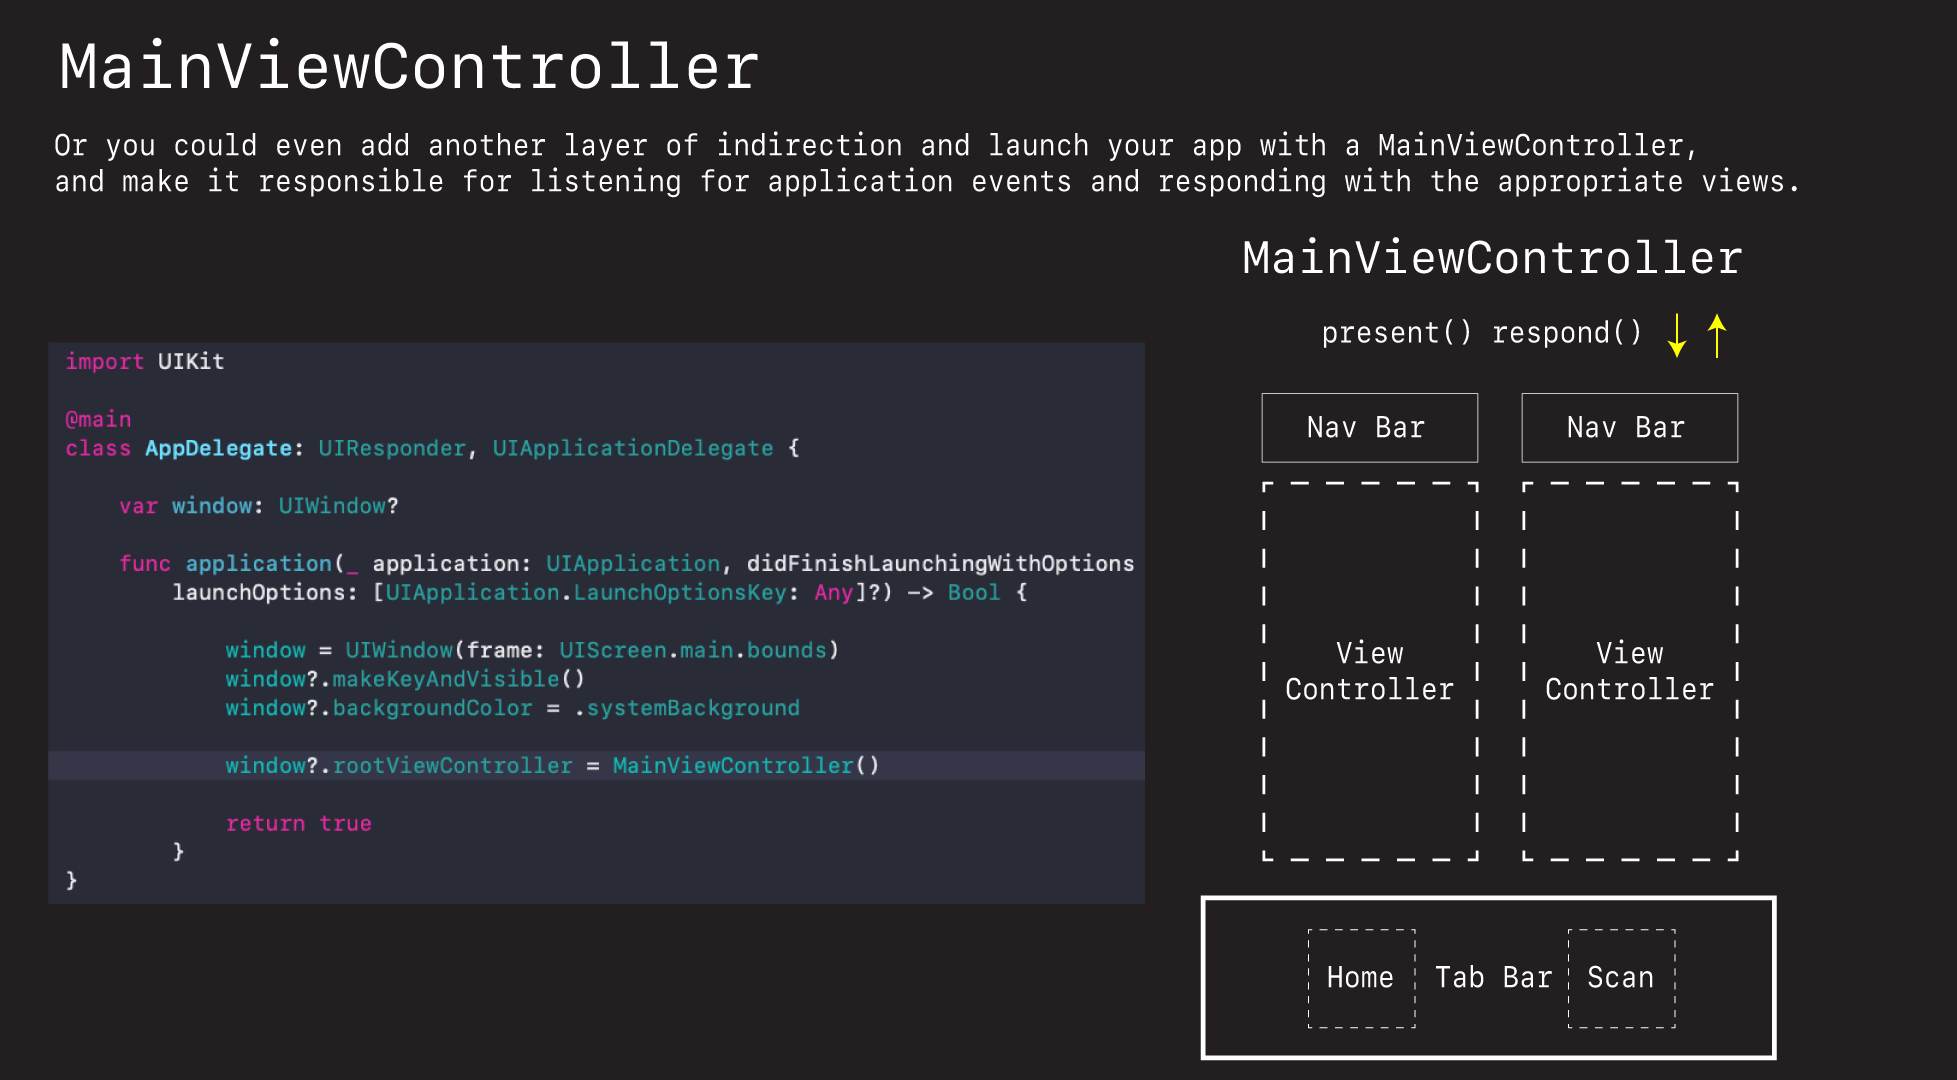 MainViewController
Or you could even add another layer of indirection and launch your app with a MainViewController,
and make it responsible for listening for application events and responding with the appropriate views.
import UIKit
@main
class AppDelegate: UIResponder, UIApplicationDelegate {
var window: UIWindow?
func application(_ application: UIApplication, didFinishLaunchingWithOptions
launchOptions: [UIApplication.LaunchOptionsKey: Any]?) -> Bool {
window = UIWindow(frame: UIScreen.main.bounds)
window?.makeKeyAndVisible()
window?.backgroundColor = .systemBackground
window?.rootViewController = MainViewController()
return true
}
}
MainViewController
present() respond()
Nav Bar
Nav Bar
View
Controller
View
Controller
Home
Tab Bar
Scan